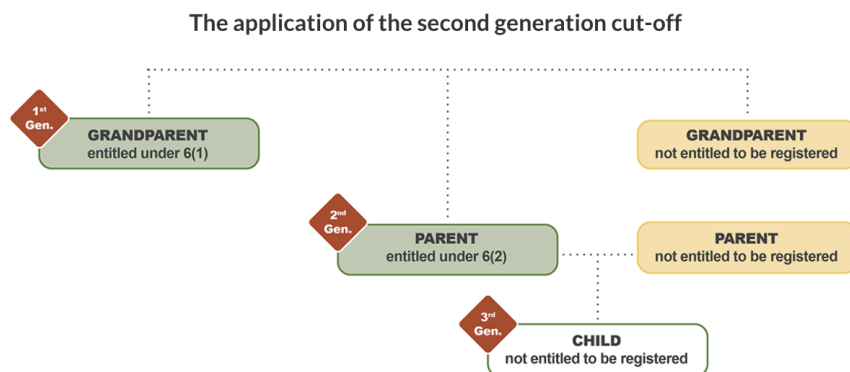 The application of the second generation cut-off
1st
Gen.
GRANDPARENT
entitled under 6(1)
GRANDPARENT
not entitled to be registered
2nd
Gen.
PARENT
entitled under 6(2)
PARENT
not entitled to be registered
3rd
Gen.
CHILD
not entitled to be registered